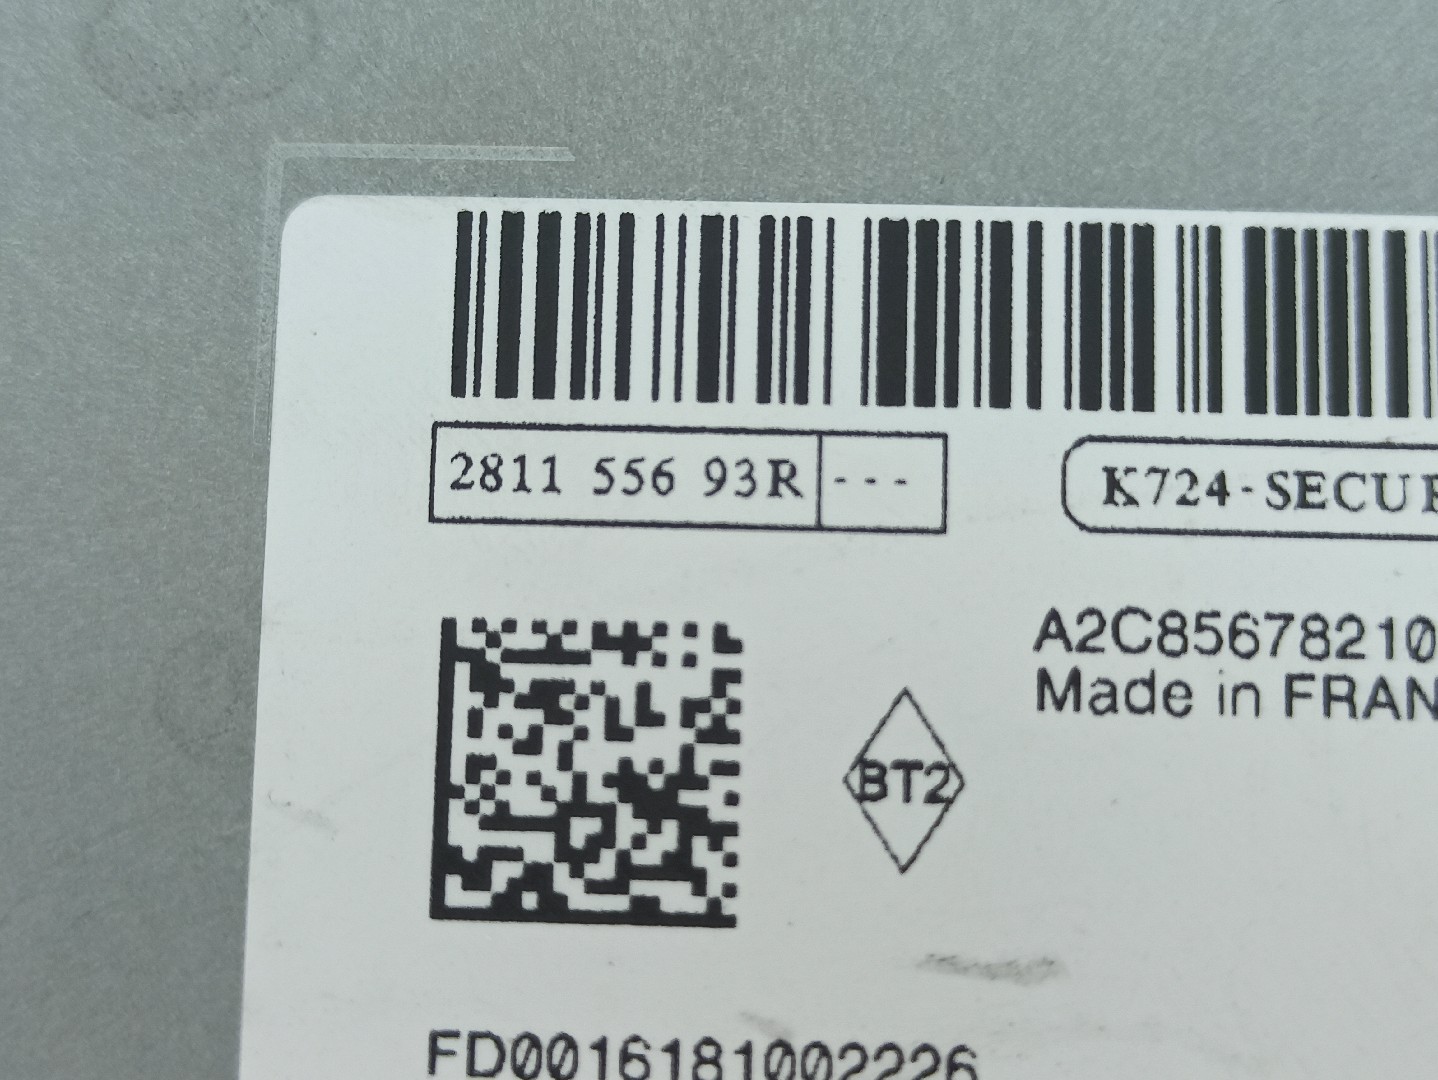 2811 556 93R ---
K724-SECU
A2C85678210
Made in FRAN
BT2
FD0016181002226